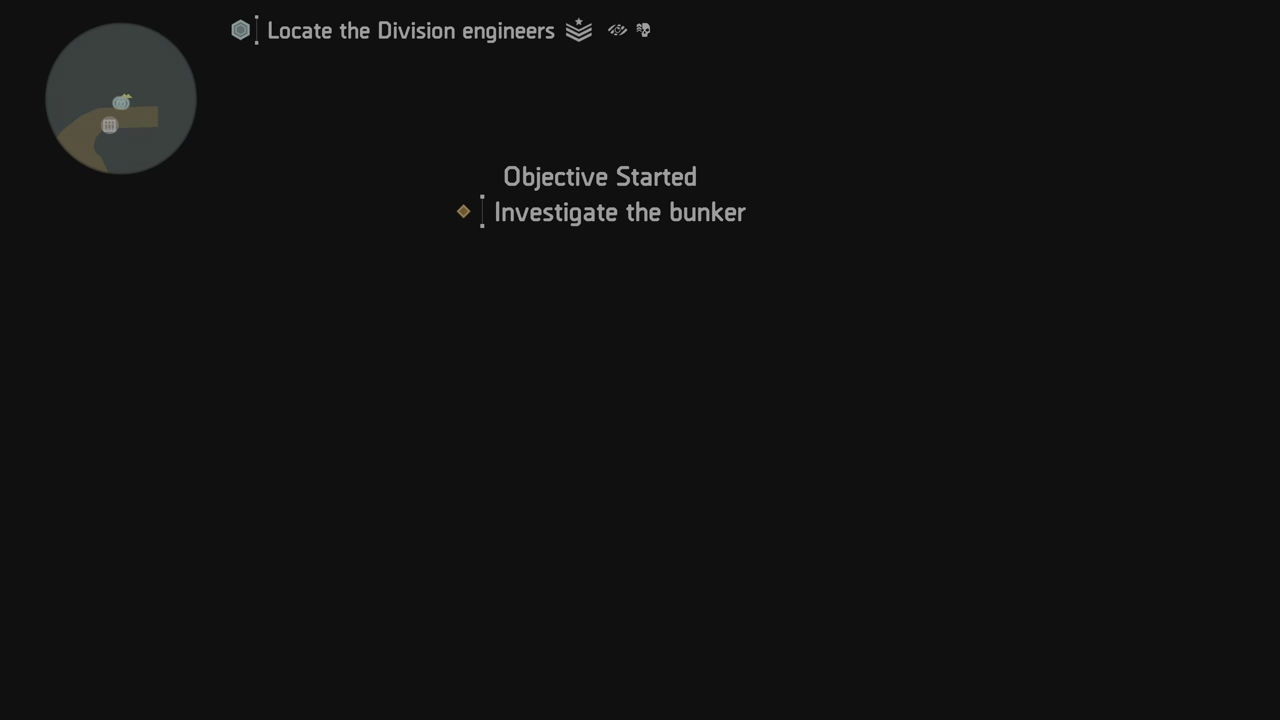 Locate the Division engineers
Objective Started
Investigate the bunker